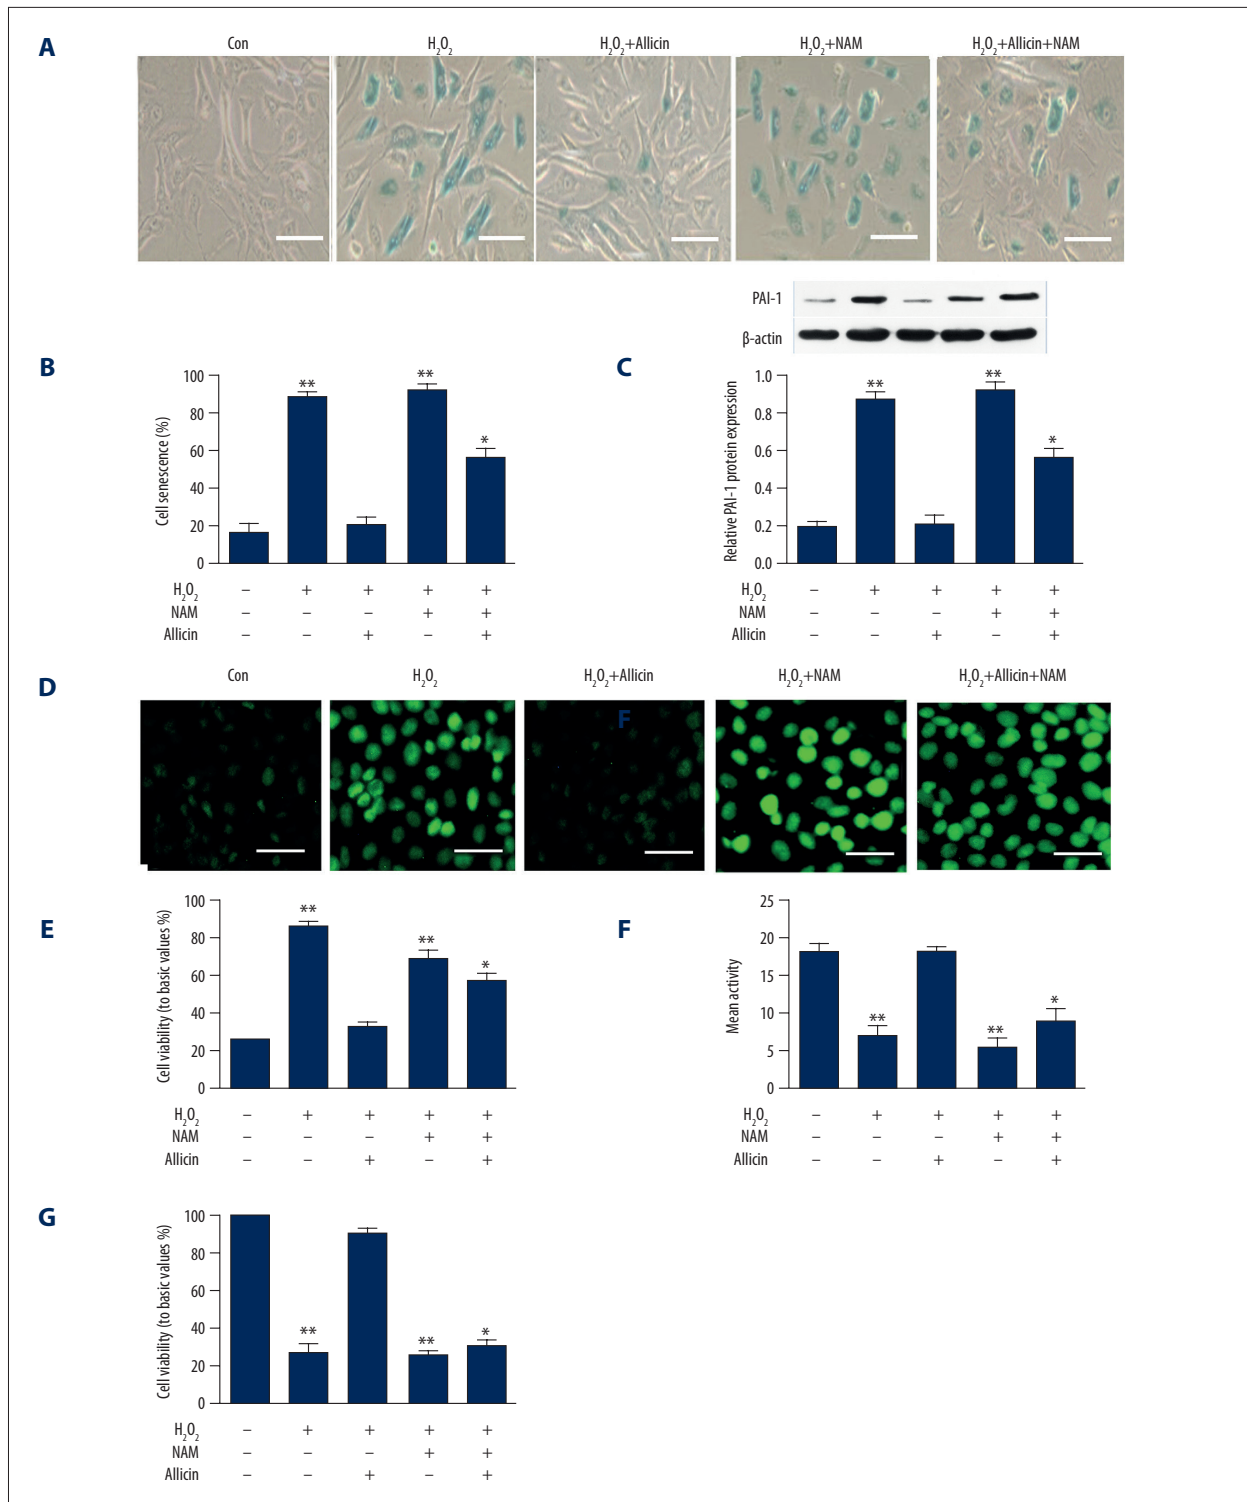 A
Con
H₂O₂
H₂O₂+Allicin
H₂O₂+NAM
H₂O₂+Allicin+NAM
PAI-1
β-actin
B
Cell senescence (%)
100
80
60
40
20
0
** ** *
H₂O₂ – + + + +
NAM – – – + +
Allicin – – + – +
C
Relative PAI-1 protein expression
1.0
0.8
0.6
0.4
0.2
0.0
** ** *
H₂O₂ – + + + +
NAM – – – + +
Allicin – – + – +
D
Con
H₂O₂
H₂O₂+Allicin
H₂O₂+NAM
H₂O₂+Allicin+NAM
F
E
Cell viability (to basic values %)
100
80
60
40
20
0
** ** *
H₂O₂ – + + + +
NAM – – – + +
Allicin – – + – +
F
Mean activity
25
20
15
10
5
0
** ** *
H₂O₂ – + + + +
NAM – – – + +
Allicin – – + – +
G
Cell viability (to basic values %)
100
80
60
40
20
0
** ** *
H₂O₂ – + + + +
NAM – – – + +
Allicin – – + – +